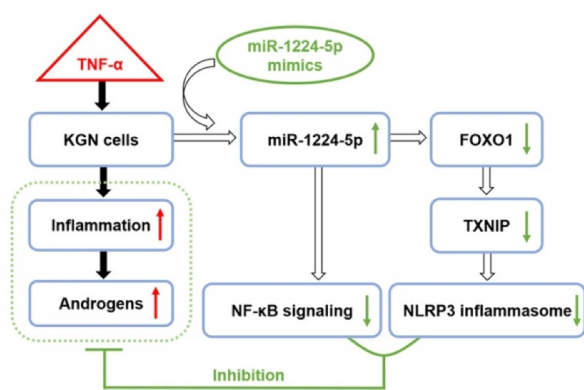 TNF-α
miR-1224-5p
mimics
KGN cells
miR-1224-5p
FOXO1
Inflammation
TXNIP
Androgens
NF-κB signaling
NLRP3 inflammasome
Inhibition